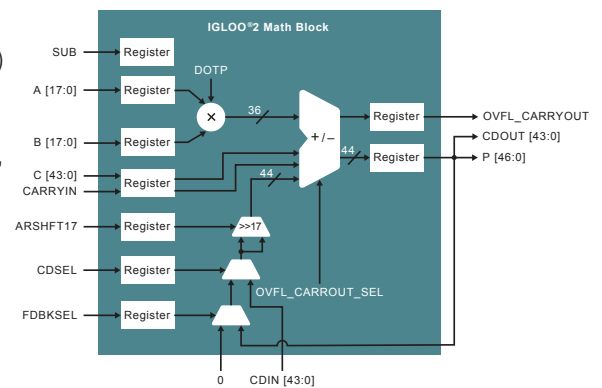 IGLOO®2 Math Block
SUB
Register
DOTP
A [17:0]
Register
×
36
B [17:0]
Register
+/–
Register
OVFL_CARRYOUT
CDOUT [43:0]
44
Register
P [46:0]
C [43:0]
CARRYIN
Register
44
ARSHFT17
Register
>>17
CDSEL
Register
OVFL_CARROUT_SEL
FDBKSEL
Register
0
CDIN [43:0]